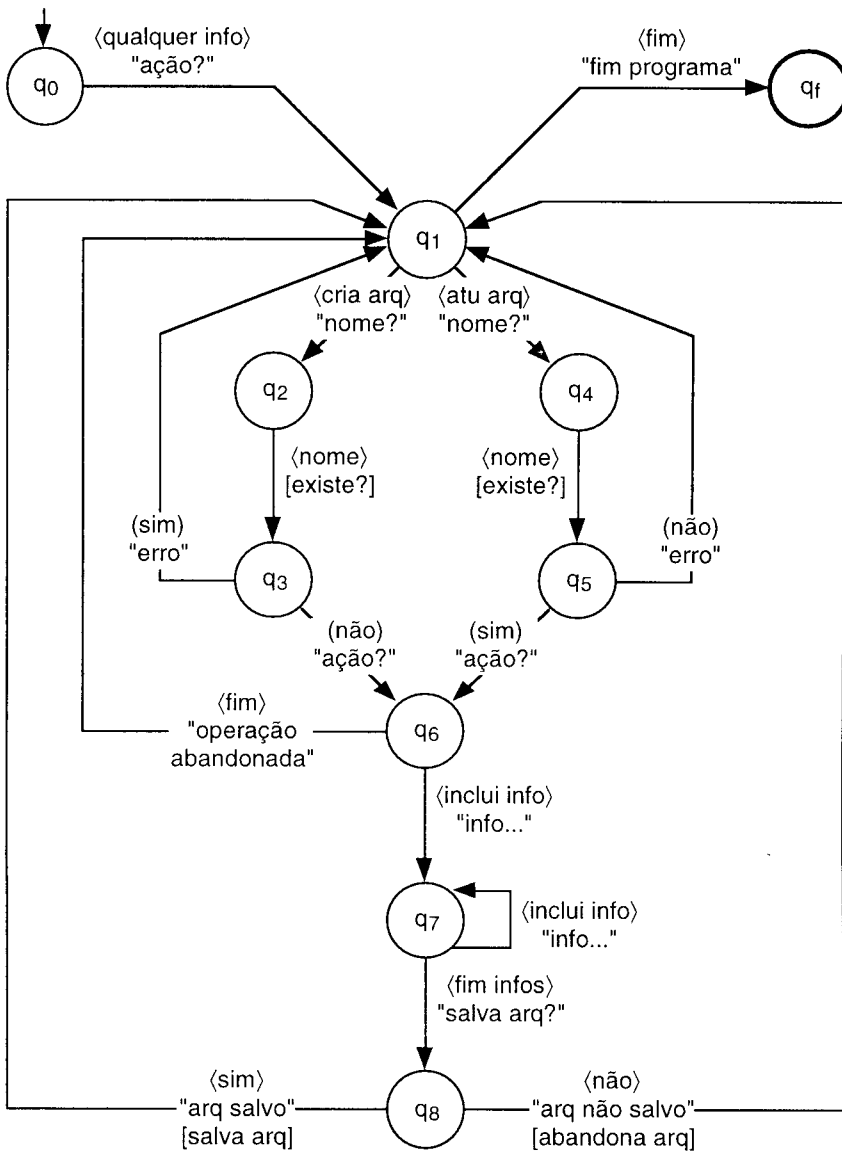 ⟨qualquer info⟩
"ação?"
q0
⟨fim⟩
"fim programa"
qf
q1
⟨cria arq⟩
"nome?"
⟨atu arq⟩
"nome?"
q2
q4
⟨nome⟩
[existe?]
⟨nome⟩
[existe?]
(sim)
"erro"
(não)
"erro"
q3
q5
(não)
"ação?"
(sim)
"ação?"
⟨fim⟩
"operação
abandonada"
q6
⟨inclui info⟩
"info..."
q7
⟨inclui info⟩
"info..."
⟨fim infos⟩
"salva arq?"
⟨sim⟩
"arq salvo"
[salva arq]
q8
⟨não⟩
"arq não salvo"
[abandona arq]